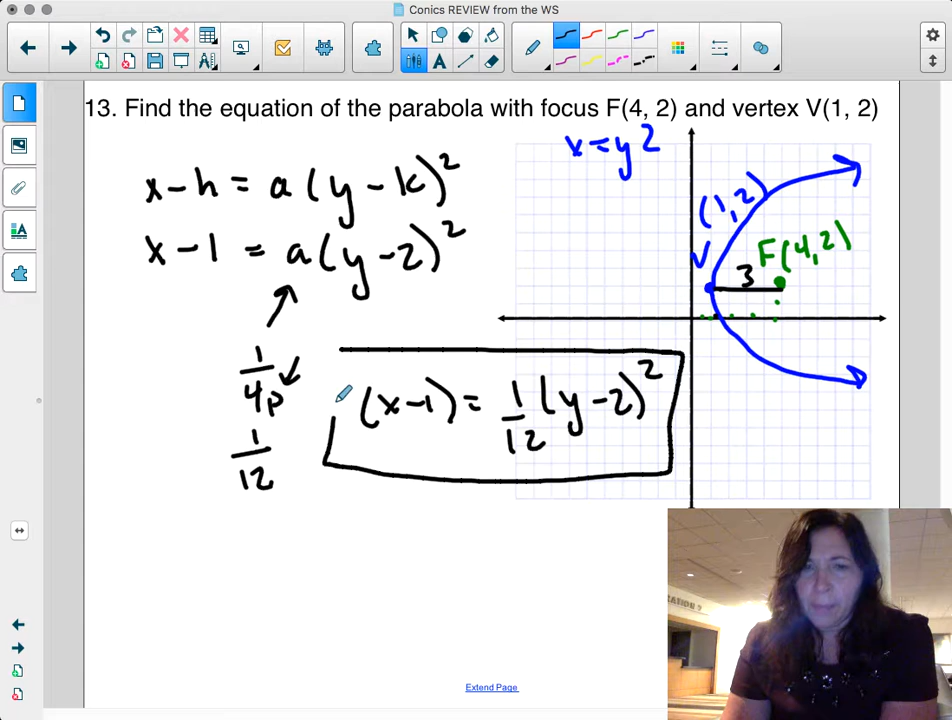 Conics REVIEW from the WS
13. Find the equation of the parabola with focus F(4, 2) and vertex V(1, 2)
x = y2
x - h = a(y - k)²
x - 1 = a(y - 2)²
(1, 2)
V
F(4, 2)
3
1/4p
(x - 1) = 1/12 (y - 2)²
1/12
Extend Page